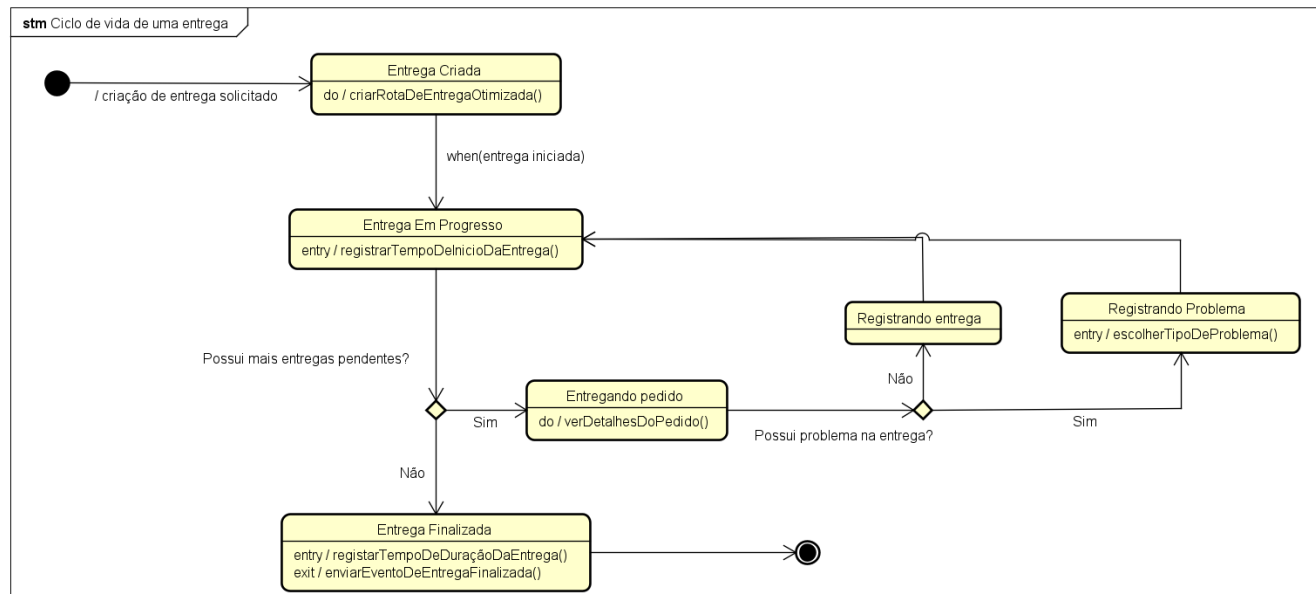 stm Ciclo de vida de uma entrega
Entrega Criada
do / criarRotaDeEntregaOtimizada()
/ criação de entrega solicitado
when(entrega iniciada)
Entrega Em Progresso
entry / registrarTempoDeInicioDaEntrega()
Registrando entrega
Registrando Problema
entry / escolherTipoDeProblema()
Possui mais entregas pendentes?
Não
Entregando pedido
do / verDetalhesDoPedido()
Sim
Possui problema na entrega?
Sim
Não
Entrega Finalizada
entry / registarTempoDeDuraçãoDaEntrega()
exit / enviarEventoDeEntregaFinalizada()